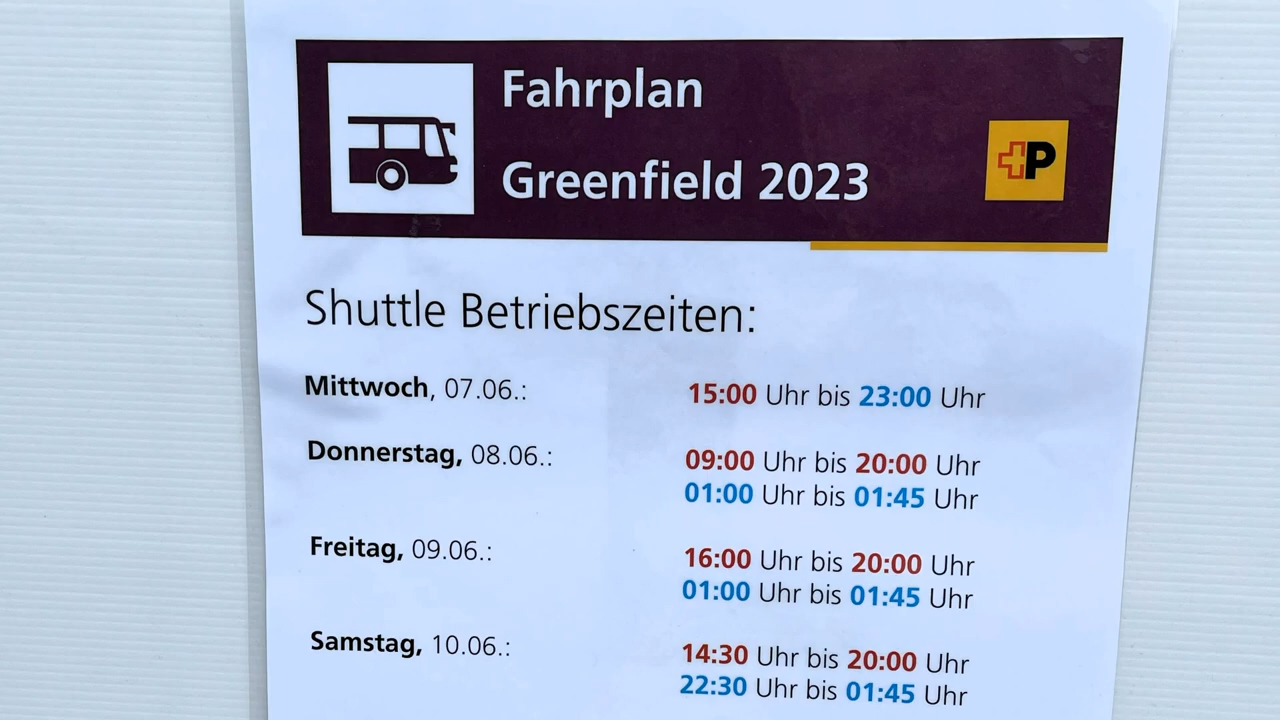 Fahrplan
Greenfield 2023
P
Shuttle Betriebszeiten:
Mittwoch, 07.06.: 15:00 Uhr bis 23:00 Uhr
Donnerstag, 08.06.: 09:00 Uhr bis 20:00 Uhr
01:00 Uhr bis 01:45 Uhr
Freitag, 09.06.: 16:00 Uhr bis 20:00 Uhr
01:00 Uhr bis 01:45 Uhr
Samstag, 10.06.: 14:30 Uhr bis 20:00 Uhr
22:30 Uhr bis 01:45 Uhr